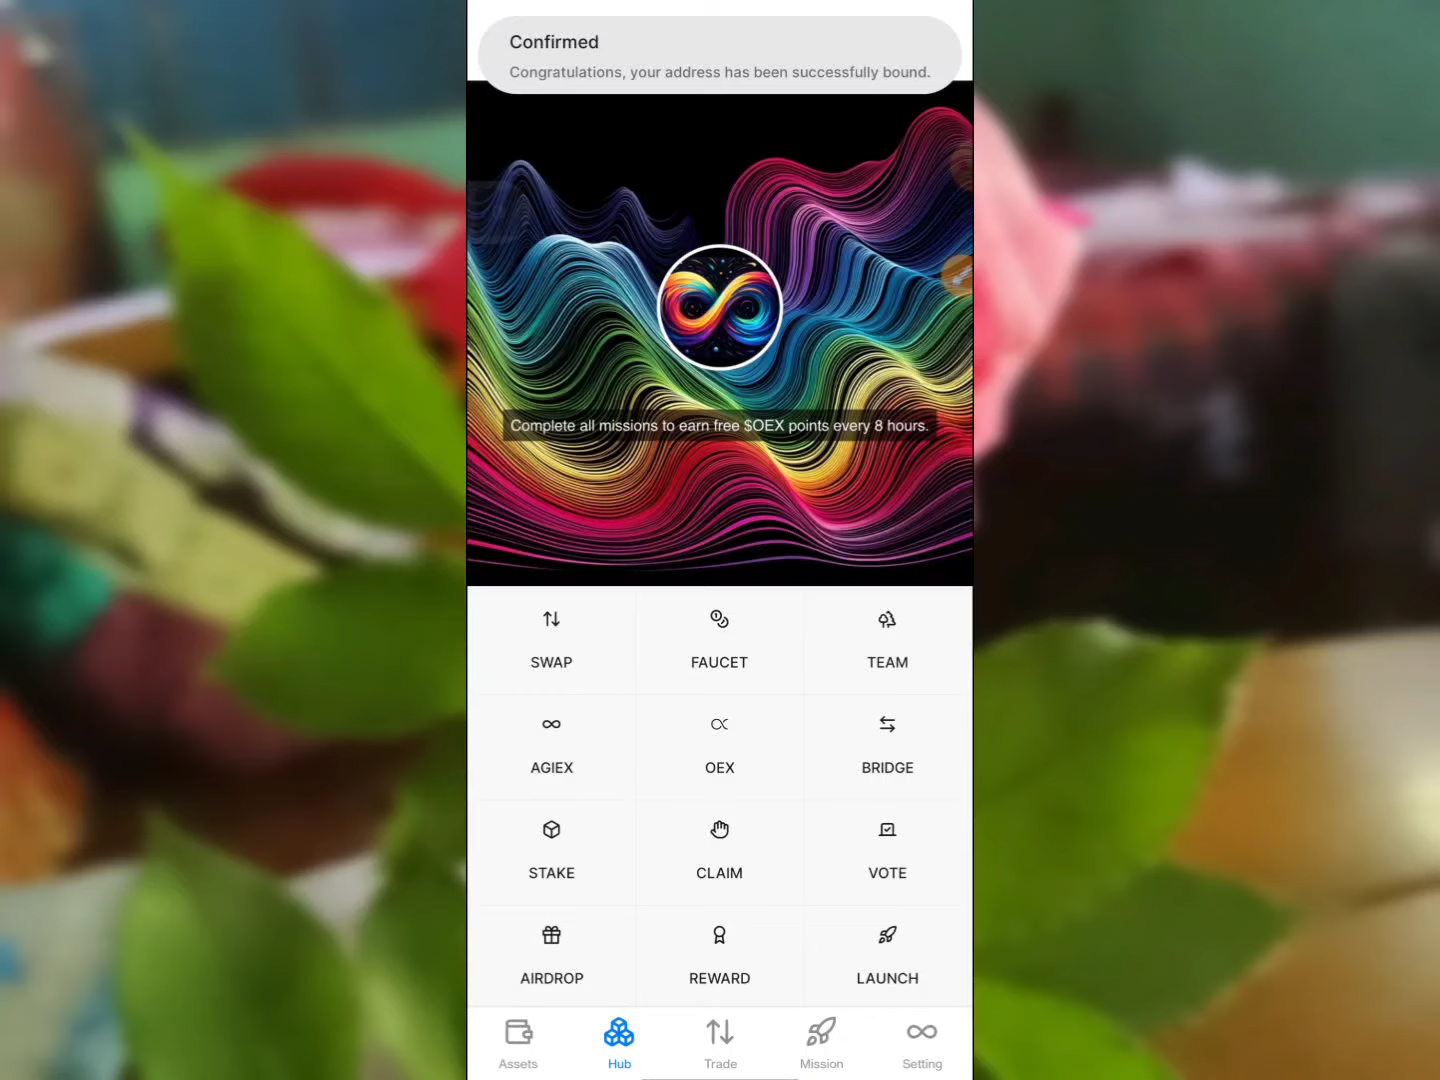 Confirmed
Congratulations, your address has been successfully bound.
Complete all missions to earn free $OEX points every 8 hours.
SWAP
FAUCET
TEAM
AGIEX
OEX
BRIDGE
STAKE
CLAIM
VOTE
AIRDROP
REWARD
LAUNCH
Assets
Hub
Trade
Mission
Setting